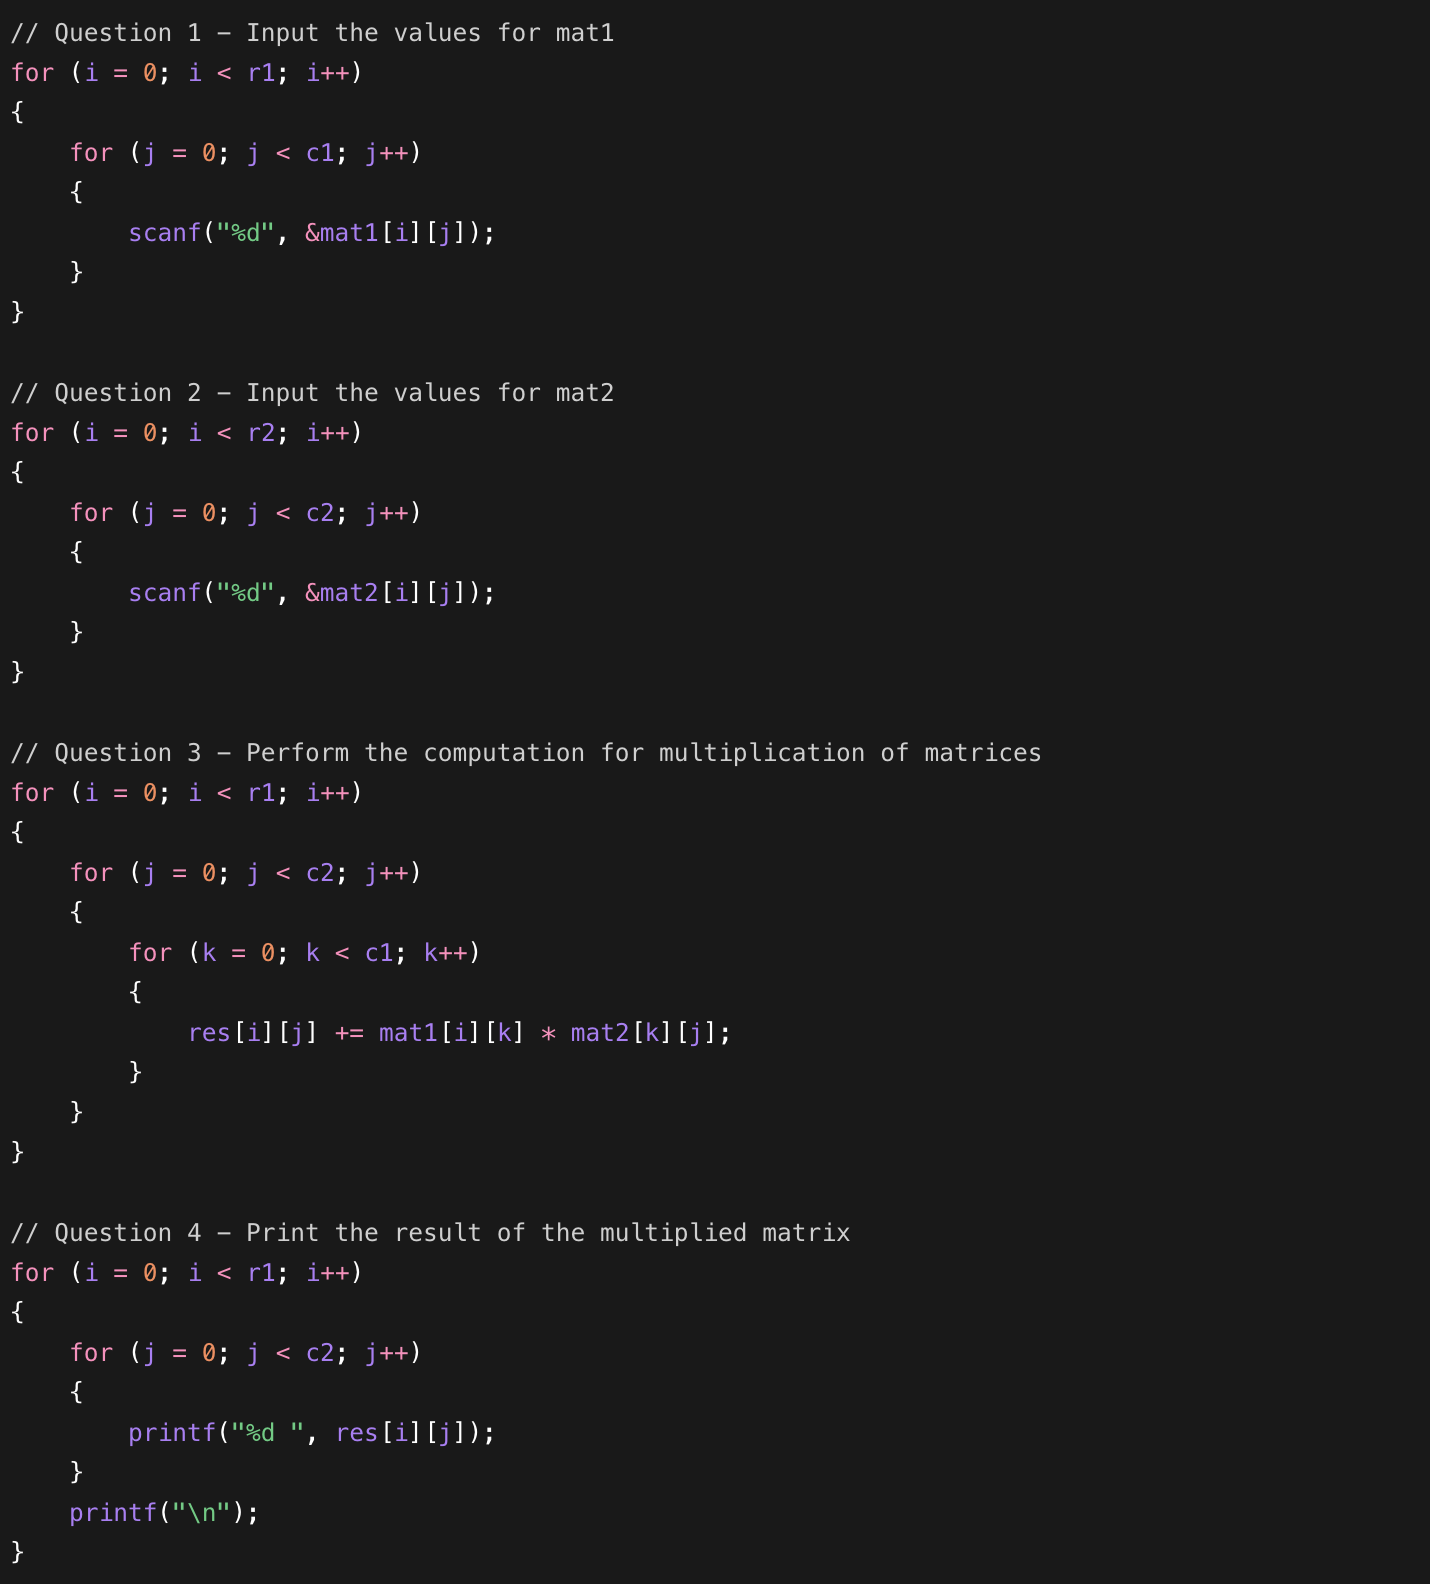 // Question 1 – Input the values for mat1
for (i = 0; i < r1; i++)
{
    for (j = 0; j < c1; j++)
    {
        scanf("%d", &mat1[i][j]);
    }
}

// Question 2 – Input the values for mat2
for (i = 0; i < r2; i++)
{
    for (j = 0; j < c2; j++)
    {
        scanf("%d", &mat2[i][j]);
    }
}

// Question 3 – Perform the computation for multiplication of matrices
for (i = 0; i < r1; i++)
{
    for (j = 0; j < c2; j++)
    {
        for (k = 0; k < c1; k++)
        {
            res[i][j] += mat1[i][k] * mat2[k][j];
        }
    }
}

// Question 4 – Print the result of the multiplied matrix
for (i = 0; i < r1; i++)
{
    for (j = 0; j < c2; j++)
    {
        printf("%d ", res[i][j]);
    }
    printf("\n");
}